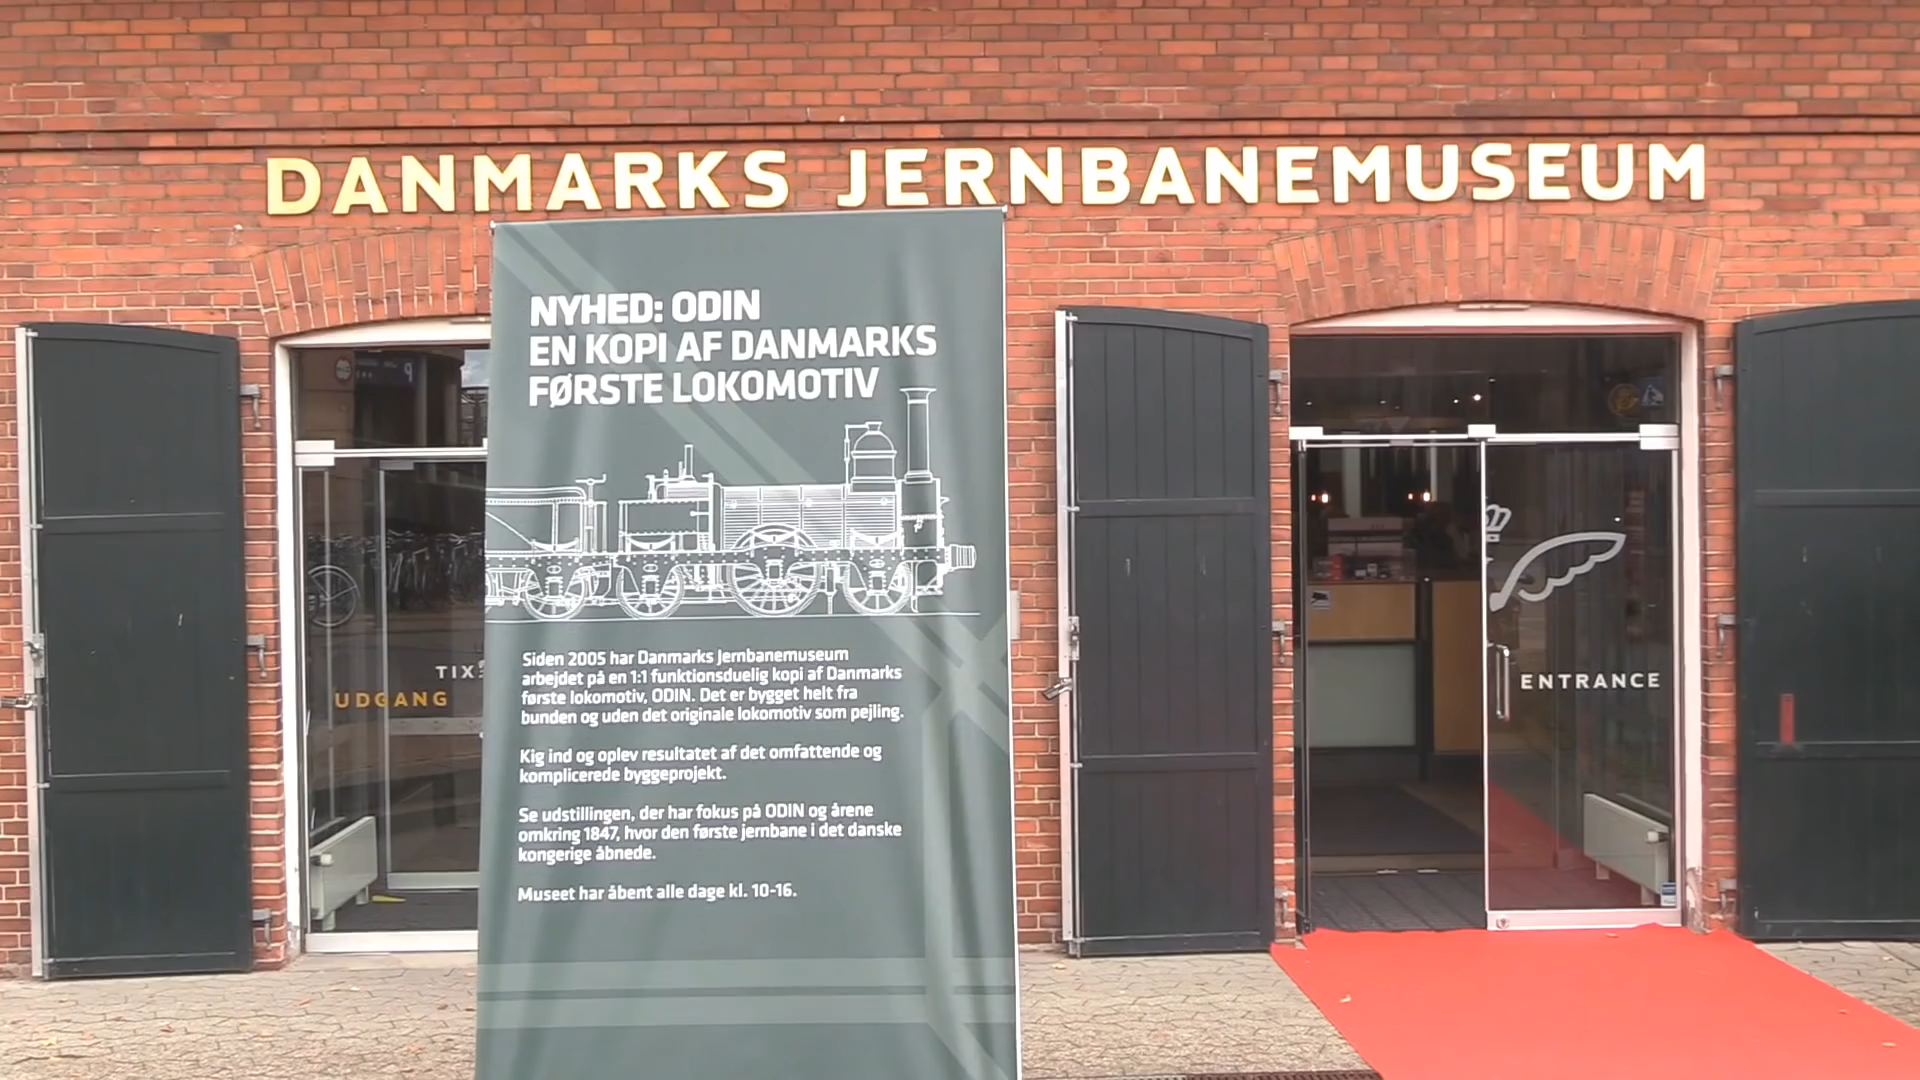 DANMARKS JERNBANEMUSEUM
NYHED: ODIN
EN KOPI AF DANMARKS
FØRSTE LOKOMOTIV
Siden 2005 har Danmarks Jernbanemuseum
arbejdet på en 1:1 funktionsduelig kopi af Danmarks
første lokomotiv, ODIN. Det er bygget helt fra
bunden og uden det originale lokomotiv som pejling.
Kig ind og oplev resultatet af det omfattende og
komplicerede byggeprojekt.
Se udstillingen, der har fokus på ODIN og årene
omkring 1847, hvor den første jernbane i det danske
kongerige åbnede.
Museet har åbent alle dage kl. 10-16.
UDGANG
ENTRANCE